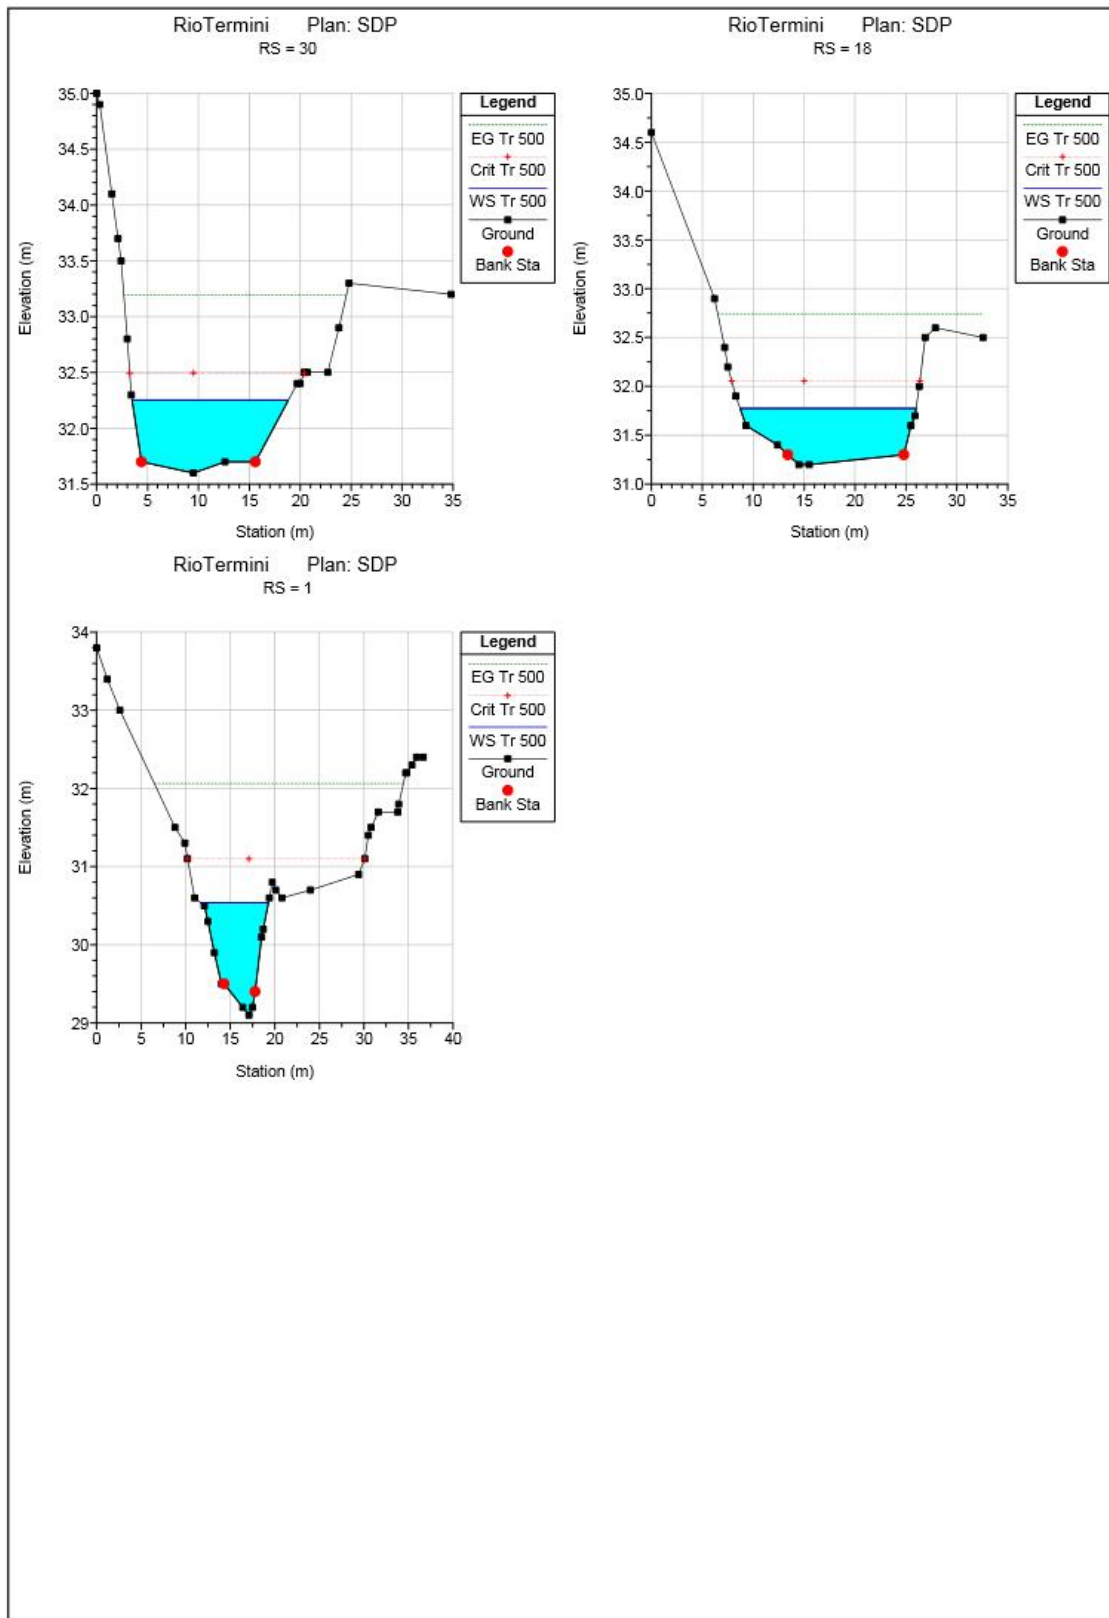 RioTermini Plan: SDP
RS = 30
35.0
34.5
34.0
33.5
33.0
32.5
32.0
31.5
0 5 10 15 20 25 30 35
Station (m)
Elevation (m)
Legend
EG Tr 500
Crit Tr 500
WS Tr 500
Ground
Bank Sta
RioTermini Plan: SDP
RS = 18
35.0
34.5
34.0
33.5
33.0
32.5
32.0
31.5
31.0
0 5 10 15 20 25 30 35
Station (m)
Elevation (m)
Legend
EG Tr 500
Crit Tr 500
WS Tr 500
Ground
Bank Sta
RioTermini Plan: SDP
RS = 1
34
33
32
31
30
29
0 5 10 15 20 25 30 35 40
Station (m)
Elevation (m)
Legend
EG Tr 500
Crit Tr 500
WS Tr 500
Ground
Bank Sta